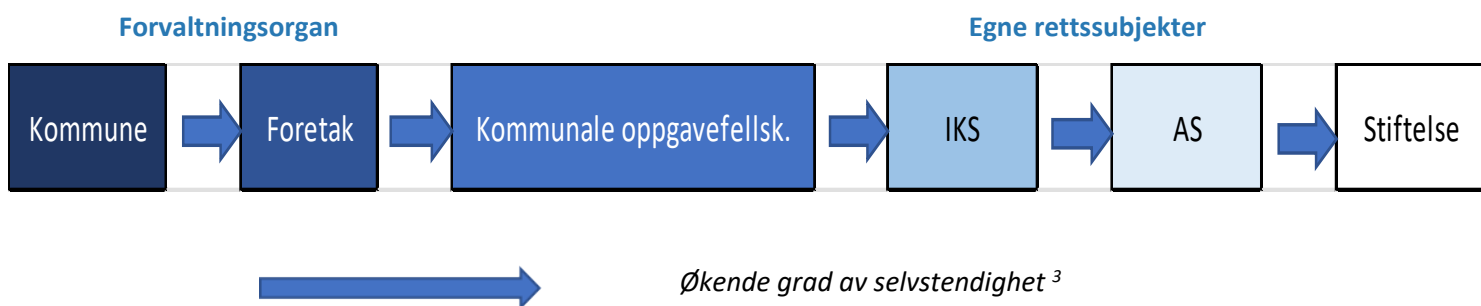 Forvaltningsorgan
Egne rettssubjekter
Kommune
Foretak
Kommunale oppgavefellsk.
IKS
AS
Stiftelse
Økende grad av selvstendighet ³